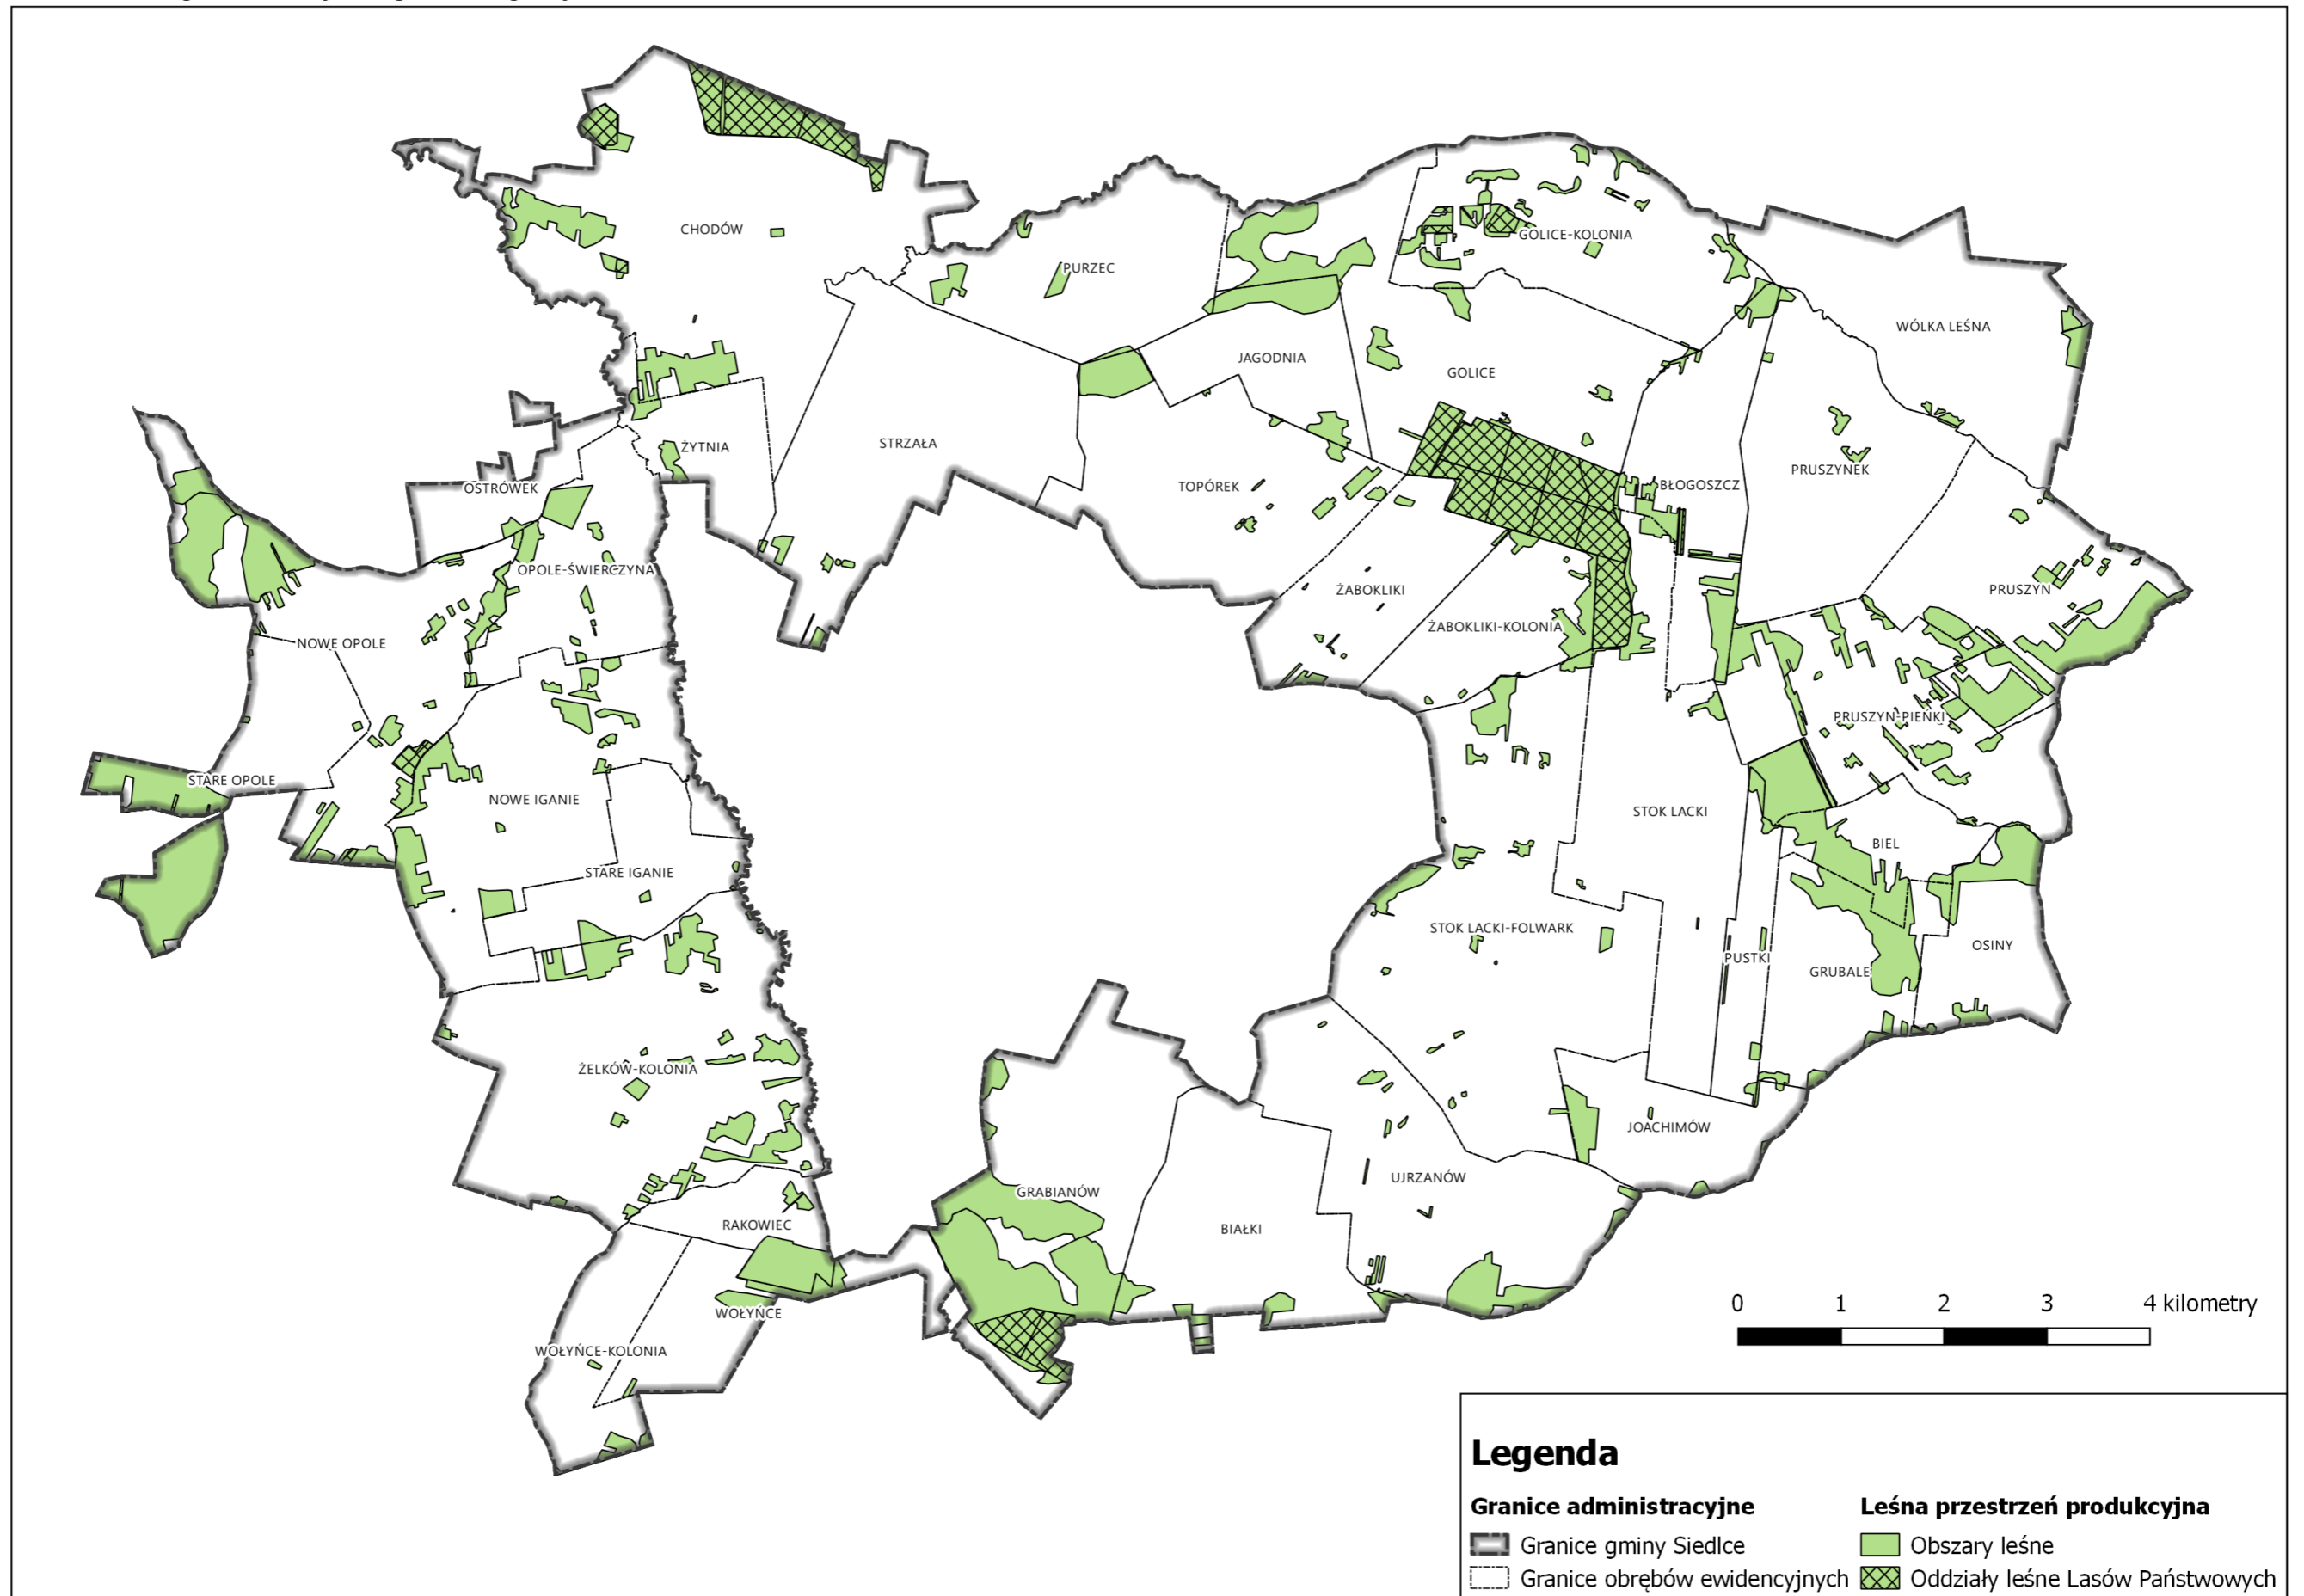 CHODÓW
PURZEC
GOLICE-KOLONIA
WÓLKA LEŚNA
JAGODNIA
GOLICE
ŻYTNIA
STRZAŁA
OSTRÓWEK
TOPÓREK
BŁOGOSZCZ
PRUSZYNEK
OPOLE-ŚWIERCZYNA
ŻABOKLIKI
PRUSZYN
NOWE OPOLE
ŻABOKLIKI-KOLONIA
PRUSZYN-PIEŃKI
STARE OPOLE
NOWE IGANIE
STOK LACKI
BIEL
STARE IGANIE
STOK LACKI-FOLWARK
OSINY
PUSTKI
GRUBALE
ŻELKÓW-KOLONIA
JOACHIMÓW
UJRZANÓW
GRABIANÓW
RAKOWIEC
BIAŁKI
WOŁYŃCE
WOŁYŃCE-KOLONIA
0 1 2 3 4 kilometry
Legenda
Granice administracyjne
Granice gminy Siedlce
Granice obrębów ewidencyjnych
Leśna przestrzeń produkcyjna
Obszary leśne
Oddziały leśne Lasów Państwowych